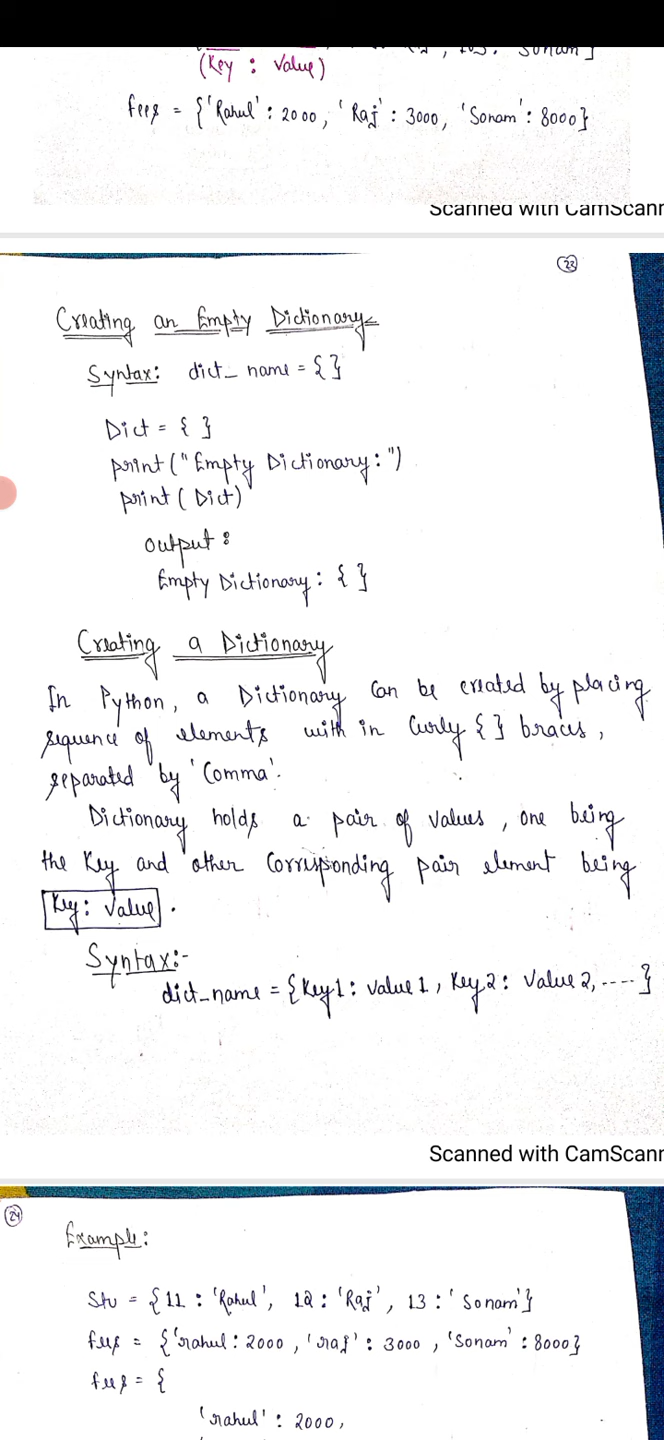 Sonam }
(Key : Value)
fees = {'Rahul' : 2000, 'Raj' : 3000, 'Sonam' : 8000}
Scanned with CamScanr
23
Creating an Empty Dictionary
Syntax: dict_name = { }
Dict = { }
print("Empty Dictionary:")
print(Dict)
output:
Empty Dictionary: { }
Creating a Dictionary
In Python, a Dictionary Can be created by placing
sequence of elements with in Curly { } braces,
separated by 'Comma'.
Dictionary holds a pair of values, one being
the Key and other Corresponding pair element being
Key: Value.
Syntax:-
dict_name = {Key1: value 1, Key2: Value 2, ----}
Scanned with CamScanr
24
Example:
Stu = {11 : 'Rahul', 12 : 'Raj', 13 : 'Sonam'}
fees = {'rahul : 2000, 'raj' : 3000, 'Sonam' : 8000}
fees = {
'rahul' : 2000,